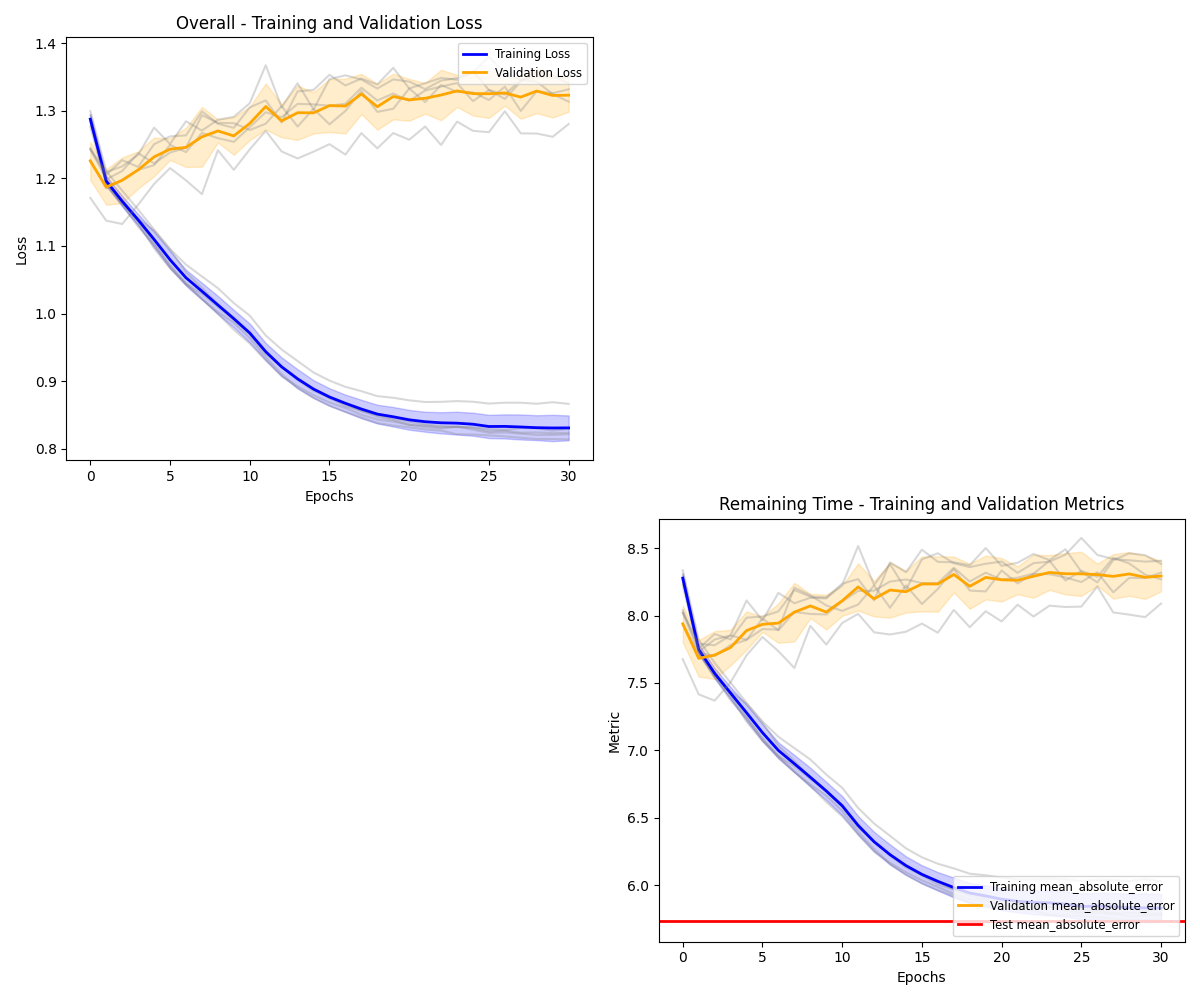 Overall - Training and Validation Loss
1.4
1.3
1.2
1.1
1.0
0.9
0.8
Loss
Training Loss
Validation Loss
0 5 10 15 20 25 30
Epochs
Remaining Time - Training and Validation Metrics
8.5
8.0
7.5
7.0
6.5
6.0
Metric
Training mean_absolute_error
Validation mean_absolute_error
Test mean_absolute_error
0 5 10 15 20 25 30
Epochs